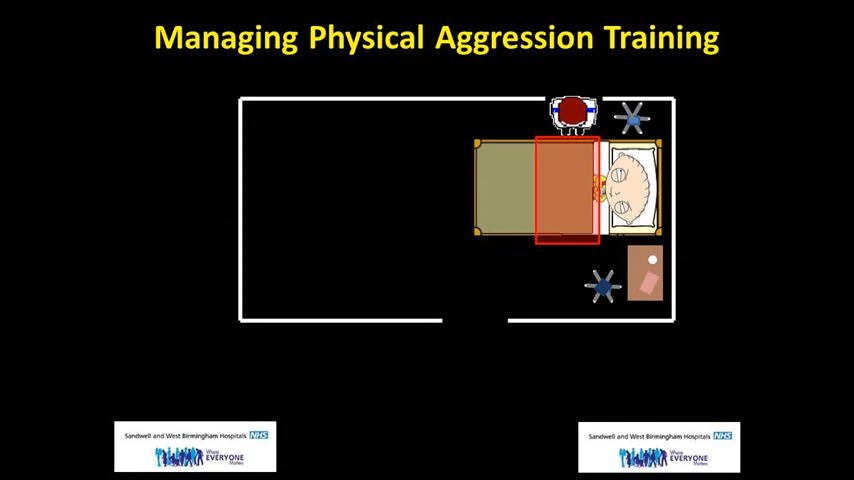 Managing Physical Aggression Training
Sandwell and West Birmingham Hospitals NHS
Where
EVERYONE
Matters
Sandwell and West Birmingham Hospitals NHS
Where
EVERYONE
Matters